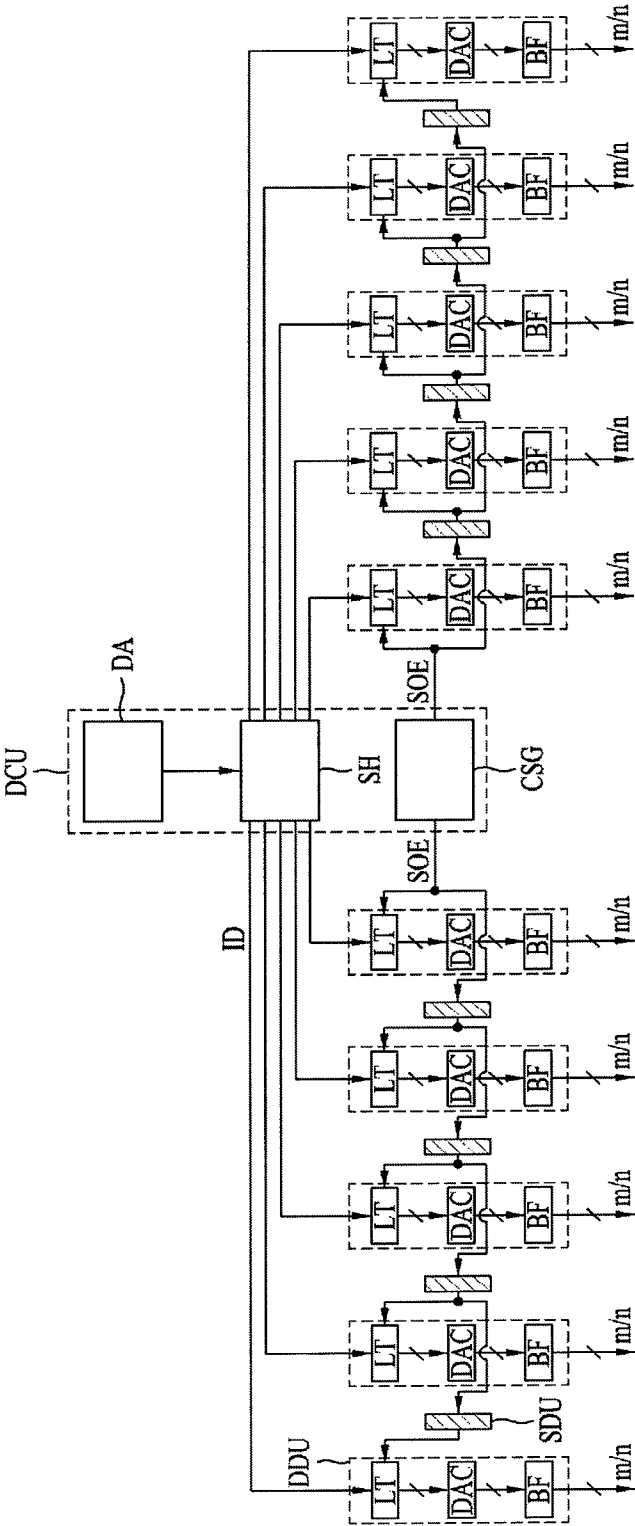 DCU
DA
ID
DDU
SH
LT LT LT LT LT LT LT LT LT LT
SOE SOE
DAC DAC DAC DAC DAC DAC DAC DAC DAC DAC
CSG
BF BF BF BF BF BF BF BF BF BF
SDU
m/n m/n m/n m/n m/n m/n m/n m/n m/n m/n